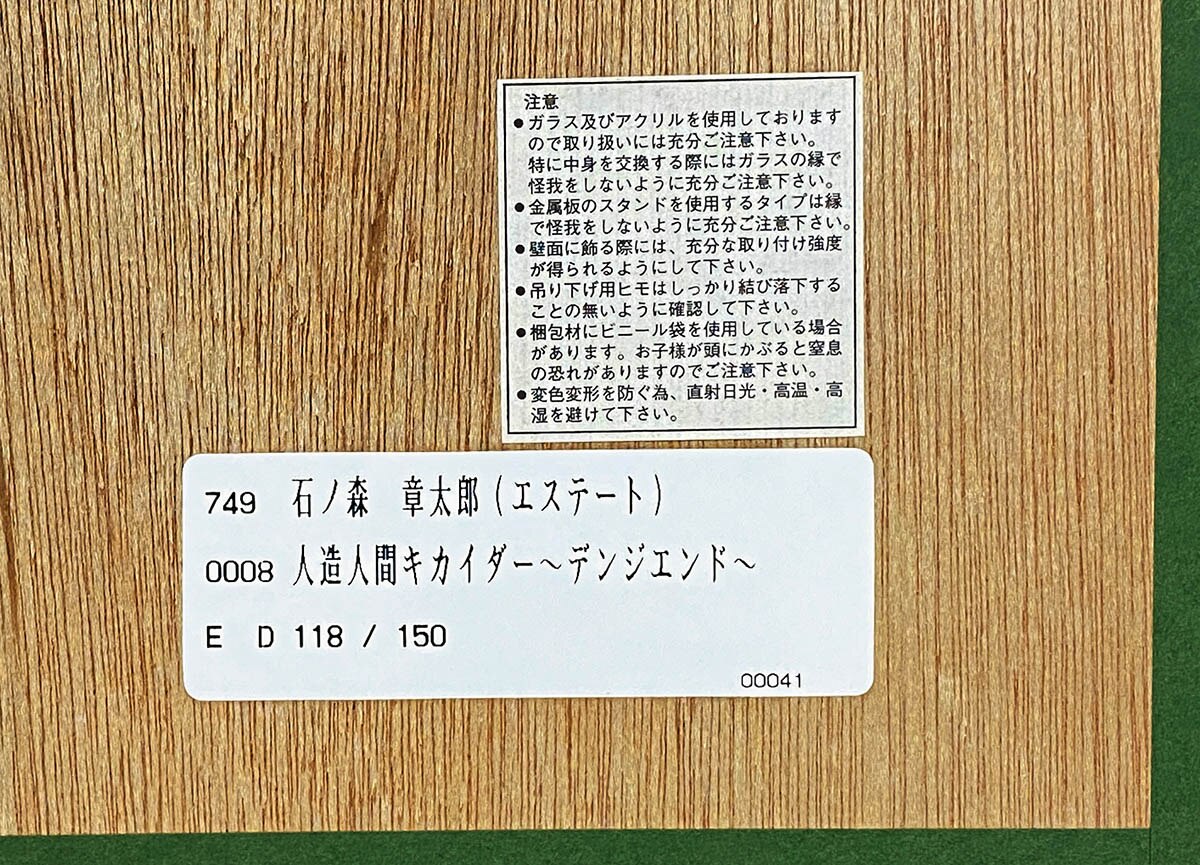 注意
●ガラス及びアクリルを使用しております
ので取り扱いには充分ご注意下さい。
特に中身を交換する際にはガラスの縁で
怪我をしないように充分ご注意下さい。
●金属板のスタンドを使用するタイプは縁
で怪我をしないように充分ご注意下さい。
●壁面に飾る際には、充分な取り付け強度
が得られるようにして下さい。
●吊り下げ用ヒモはしっかり結び落下する
ことの無いように確認して下さい。
●梱包材にビニール袋を使用している場合
があります。お子様が頭にかぶると窒息
の恐れがありますのでご注意下さい。
●変色変形を防ぐ為、直射日光・高温・高
湿を避けて下さい。
749 石ノ森 章太郎(エステート)
0008 人造人間キカイダー～デンジエンド～
E D 118 / 150
00041